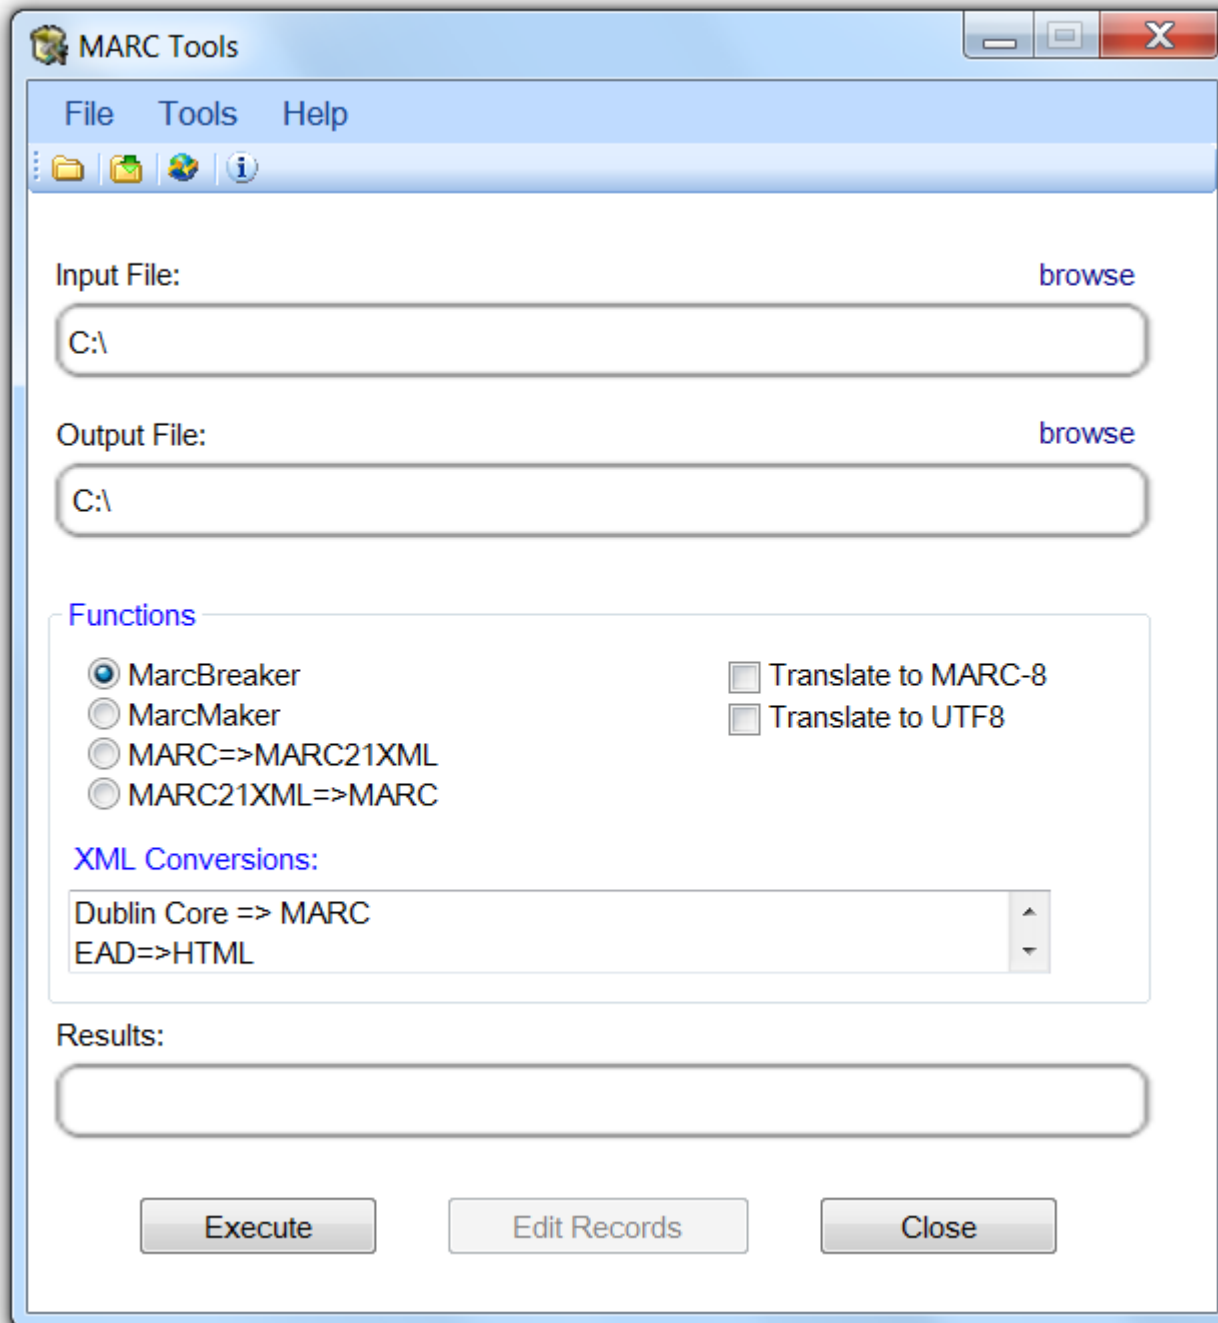 MARC Tools
File Tools Help
Input File: browse
C:\
Output File: browse
C:\
Functions
MarcBreaker Translate to MARC-8
MarcMaker Translate to UTF8
MARC=>MARC21XML
MARC21XML=>MARC
XML Conversions:
Dublin Core => MARC
EAD=>HTML
Results:
Execute Edit Records Close